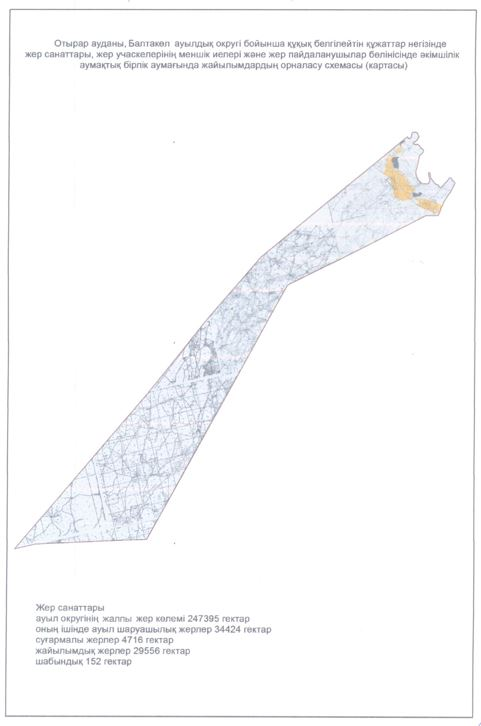 Отырар ауданы, Балтакөл ауылдық округі бойынша құқық белгілейтін құжаттар негізінде
жер санаттары, жер учаскелерінің меншік иелері және жер пайдаланушылар бөлінісінде әкімшілік
аумақтық бірлік аумағында жайылымдардың орналасу схемасы (картасы)
Жер санаттары
ауыл округінің жалпы жер көлемі 247395 гектар
оның ішінде ауыл шаруашылық жерлер 34424 гектар
суғармалы жерлер 4716 гектар
жайылымдық жерлер 29556 гектар
шабындық 152 гектар